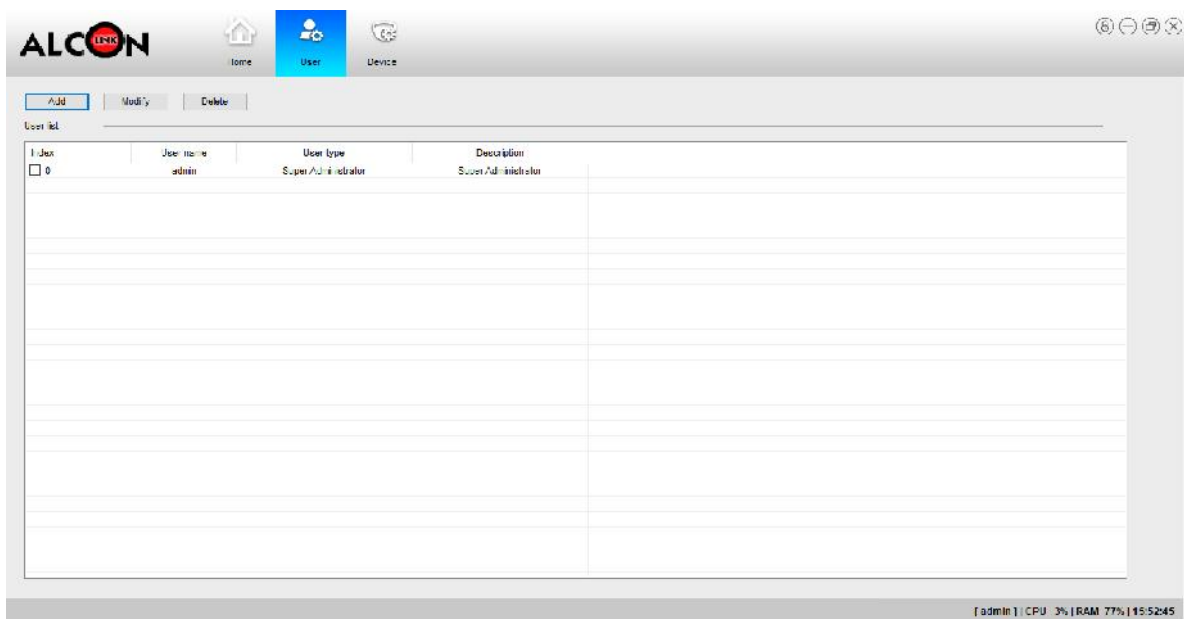 ALCON LINK
Home User Device
Add Modify Delete
User list
Index User name User type Description
0 admin Super Administrator Super Administrator
[ admin ] | CPU 3% | RAM 77% | 15:52:45